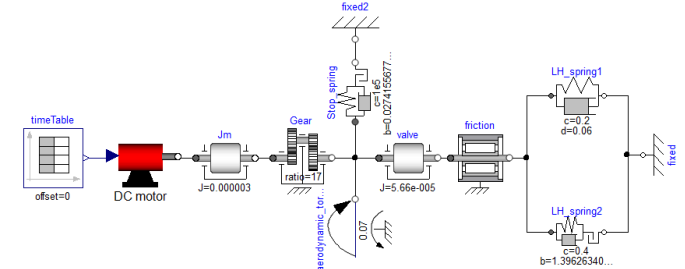 fixed2
Stop_spring
c=1e5
b=0.0274155677...
timeTable
offset=0
DC motor
Jm
J=0.000003
Gear
ratio=17
valve
J=5.66e-005
friction
LH_spring1
c=0.2
d=0.06
fixed
aerodynamic_tor...
0.07
LH_spring2
c=0.4
b=1.39626340...